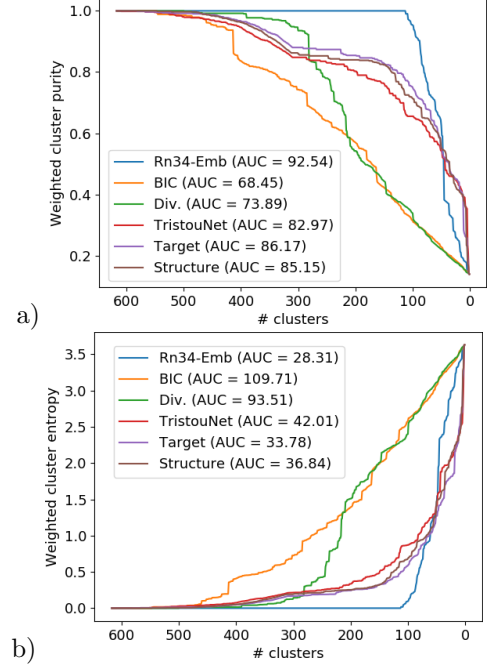 1.0
0.8
0.6
0.4
0.2
Weighted cluster purity
Rn34-Emb (AUC = 92.54)
BIC (AUC = 68.45)
Div. (AUC = 73.89)
TristouNet (AUC = 82.97)
Target (AUC = 86.17)
Structure (AUC = 85.15)
600 500 400 300 200 100 0
# clusters
a)
3.5
3.0
2.5
2.0
1.5
1.0
0.5
0.0
Weighted cluster entropy
Rn34-Emb (AUC = 28.31)
BIC (AUC = 109.71)
Div. (AUC = 93.51)
TristouNet (AUC = 42.01)
Target (AUC = 33.78)
Structure (AUC = 36.84)
600 500 400 300 200 100 0
# clusters
b)